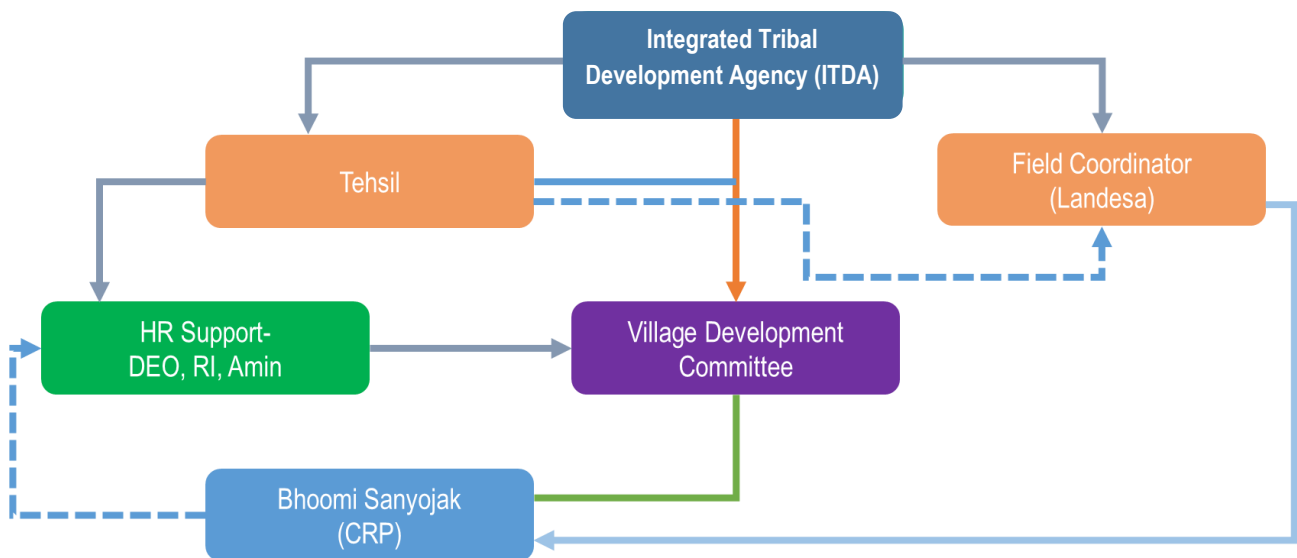 Integrated Tribal
Development Agency (ITDA)
Tehsil
Field Coordinator
(Landesa)
HR Support-
DEO, RI, Amin
Village Development
Committee
Bhoomi Sanyojak
(CRP)